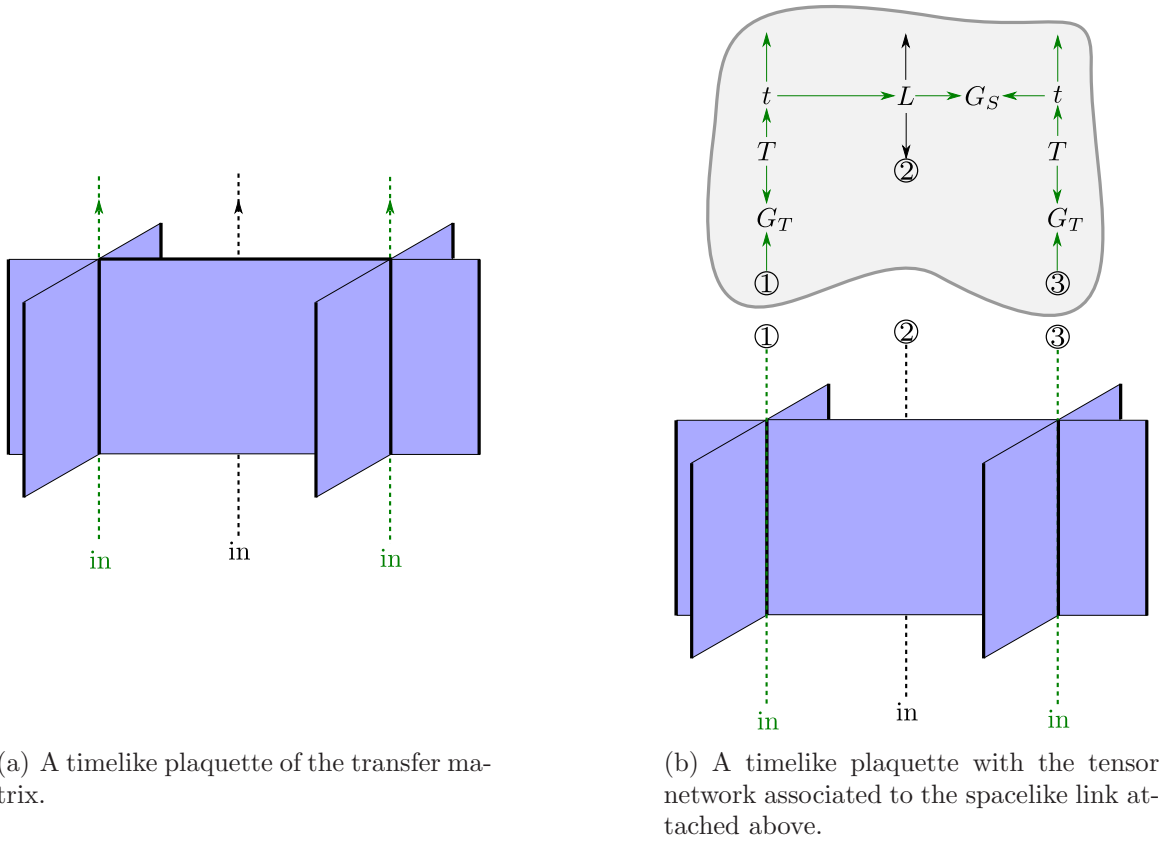 t L G_S t
T T
② 
G_T G_T
① ③
① ② ③
in in in
in in in
(a) A timelike plaquette of the transfer ma-
trix.
(b) A timelike plaquette with the tensor
network associated to the spacelike link at-
tached above.